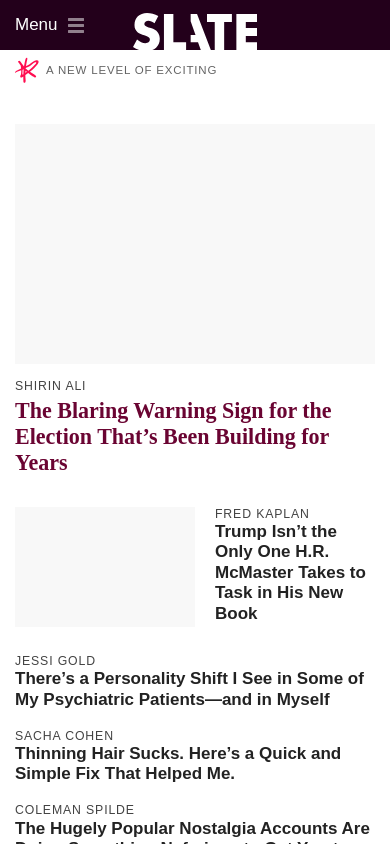 Menu
SLATE
A NEW LEVEL OF EXCITING
SHIRIN ALI
The Blaring Warning Sign for the
Election That’s Been Building for
Years
FRED KAPLAN
Trump Isn’t the
Only One H.R.
McMaster Takes to
Task in His New
Book
JESSI GOLD
There’s a Personality Shift I See in Some of
My Psychiatric Patients—and in Myself
SACHA COHEN
Thinning Hair Sucks. Here’s a Quick and
Simple Fix That Helped Me.
COLEMAN SPILDE
The Hugely Popular Nostalgia Accounts Are